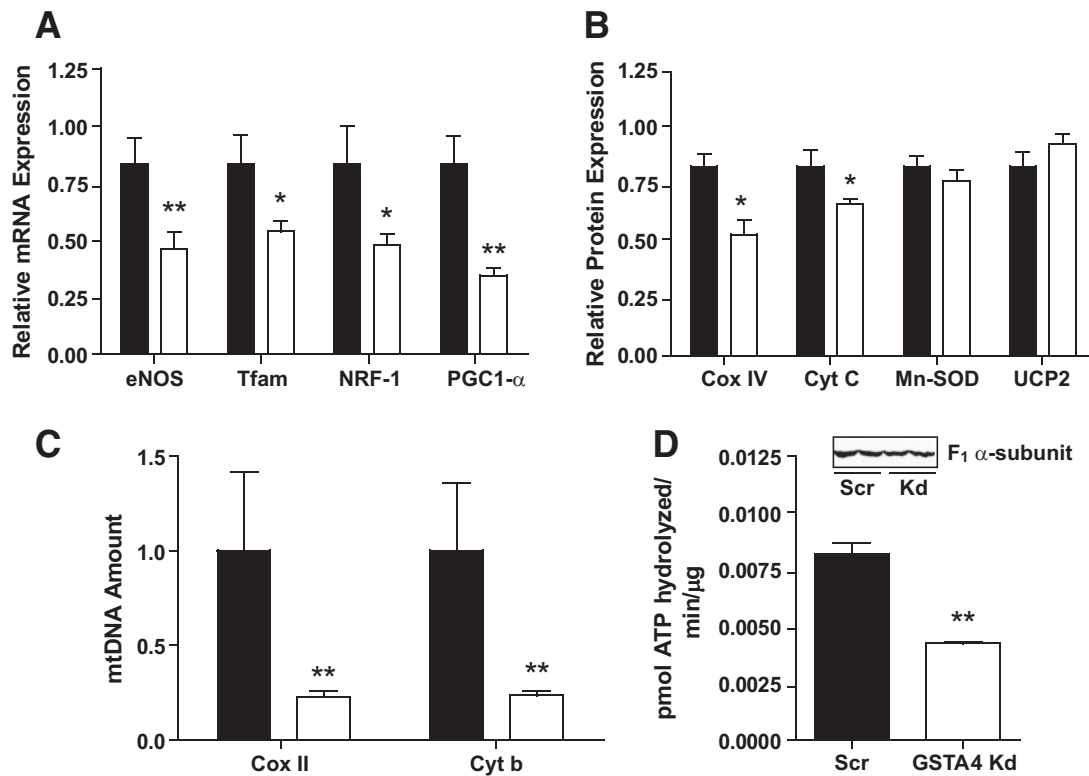 A
Relative mRNA Expression
1.25
1.00
0.75
0.50
0.25
0.00
**
*
*
**
eNOS Tfam NRF-1 PGC1-α
B
Relative Protein Expression
1.25
1.00
0.75
0.50
0.25
0.00
*
*
Cox IV Cyt C Mn-SOD UCP2
C
mtDNA Amount
1.5
1.0
0.5
0.0
**
**
Cox II Cyt b
D
pmol ATP hydrolyzed/
min/µg
0.0125
0.0100
0.0075
0.0050
0.0025
0.0000
F₁ α-subunit
Scr Kd
**
Scr GSTA4 Kd